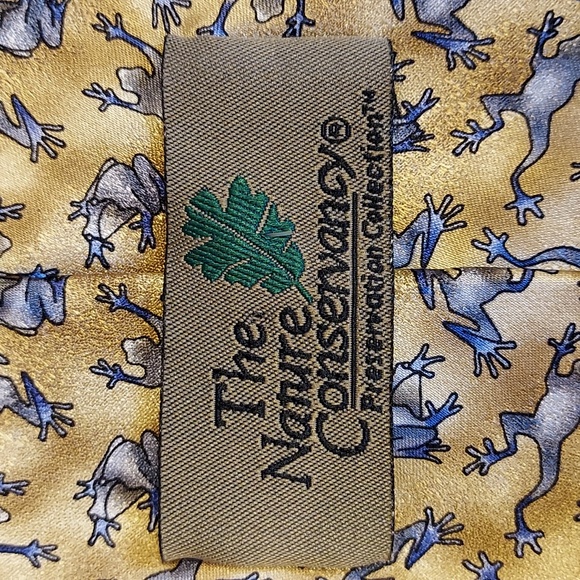 The
Nature
Conservancy®
Preservation Collection™